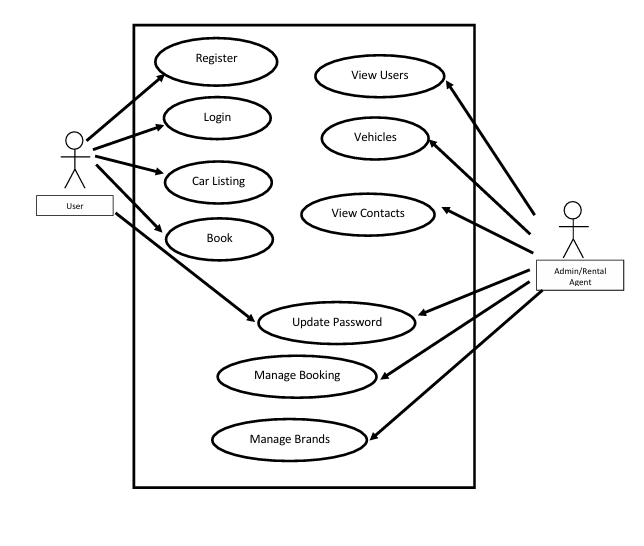 Register
View Users
Login
Vehicles
Car Listing
User
View Contacts
Book
Admin/Rental
Agent
Update Password
Manage Booking
Manage Brands